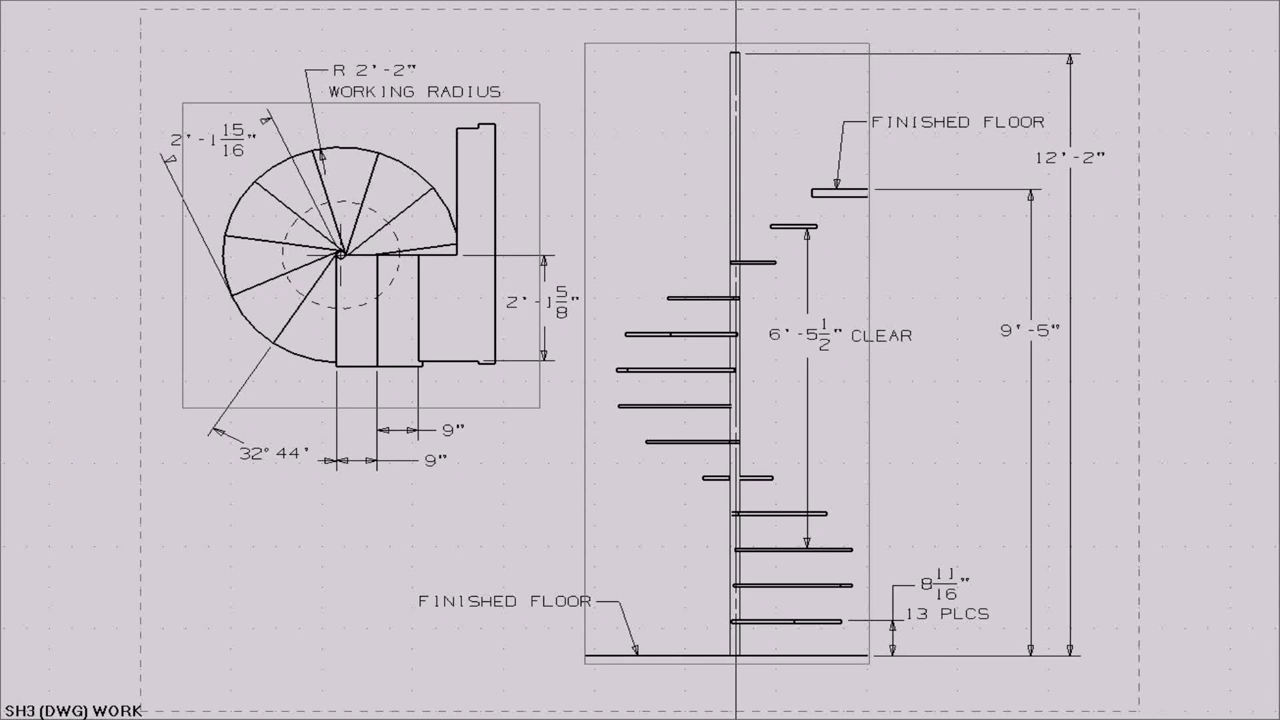 R 2'-2"
WORKING RADIUS
2'-1 15/16"
FINISHED FLOOR
12'-2"
2'-1 5/8"
6'-5 1/2" CLEAR
9'-5"
9"
32° 44'
9"
8 11/16"
13 PLCS
FINISHED FLOOR
SH3 (DWG) WORK